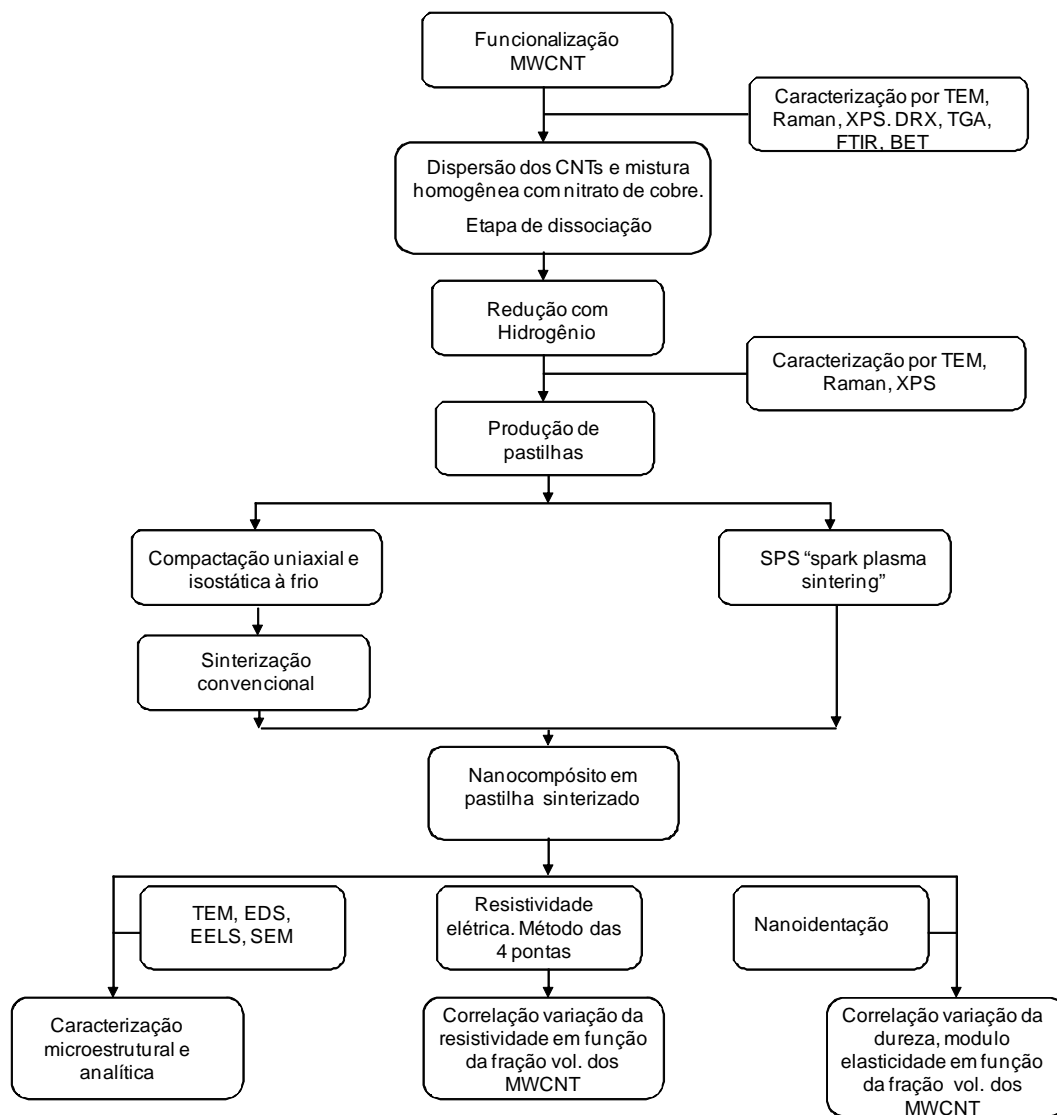 Funcionalização
MWCNT
Caracterização por TEM,
Raman, XPS. DRX, TGA,
FTIR, BET
Dispersão dos CNTs e mistura
homogênea com nitrato de cobre.
Etapa de dissociação
Redução com
Hidrogênio
Caracterização por TEM,
Raman, XPS
Produção de
pastilhas
Compactação uniaxial e
isostática à frio
SPS “spark plasma
sintering”
Sinterização
convencional
Nanocompósito em
pastilha sinterizado
TEM, EDS,
EELS, SEM
Resistividade
elétrica. Método das
4 pontas
Nanoidentação
Caracterização
microestrutural e
analítica
Correlação variação da
resistividade em função
da fração vol. dos
MWCNT
Correlação variação da
dureza, modulo
elasticidade em função
da fração vol. dos
MWCNT